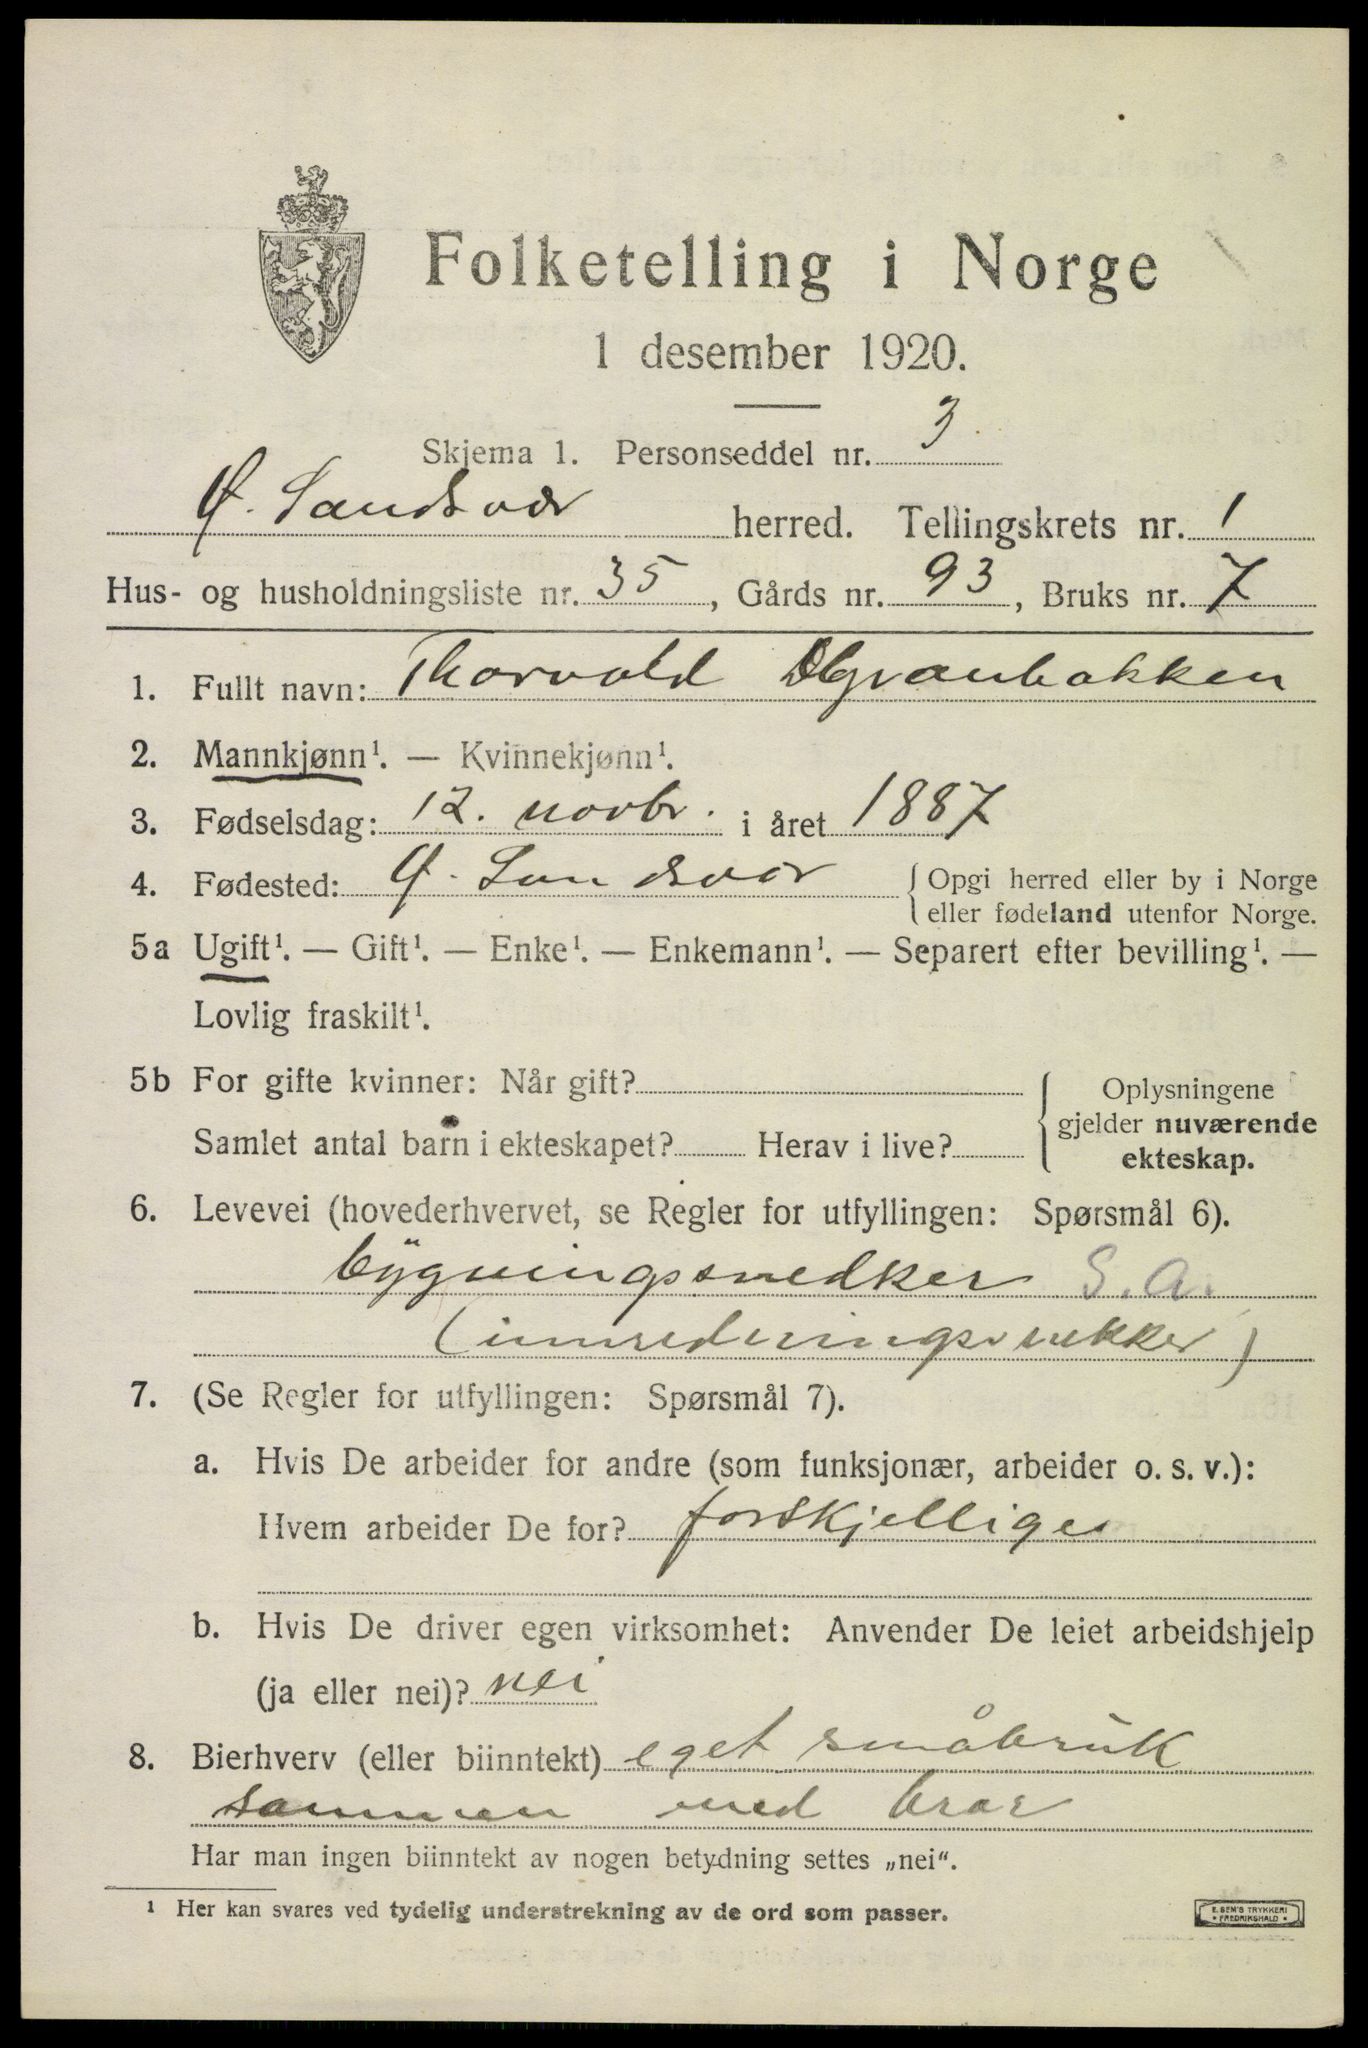 Folketelling i Norge
1 desember 1920.
Skjema 1. Personseddel nr. 3
Ø. Sandsvær herred. Tellingskrets nr. 1
Hus- og husholdningsliste nr. 35, Gårds nr. 93, Bruks nr. 7
1. Fullt navn: Thorvald Granbakken
2. Mannkjønn¹. — Kvinnekjønn¹.
3. Fødselsdag: 12. novbr. i året 1887
4. Fødested: Ø. Sandsvær { Opgi herred eller by i Norge
eller fødeland utenfor Norge.
5a Ugift¹. — Gift¹. — Enke¹. — Enkemann¹. — Separert efter bevilling¹. —
Lovlig fraskilt¹.
5b For gifte kvinner: Når gift?
Samlet antal barn i ekteskapet? Herav i live?
Oplysningene
gjelder nuværende
ekteskap.
6. Levevei (hovederhvervet, se Regler for utfyllingen: Spørsmål 6).
bygningssnedker S.A.
(innredningssnekker)
7. (Se Regler for utfyllingen: Spørsmål 7).
a. Hvis De arbeider for andre (som funksjonær, arbeider o. s. v.):
Hvem arbeider De for? forskjellige
b. Hvis De driver egen virksomhet: Anvender De leiet arbeidshjelp
(ja eller nei)? nei
8. Bierhverv (eller biinntekt) eget småbruk
sammen med bror
Har man ingen biinntekt av nogen betydning settes „nei“.
¹ Her kan svares ved tydelig understrekning av de ord som passer.
E. SEM'S TRYKKERI
FREDRIKSHALD